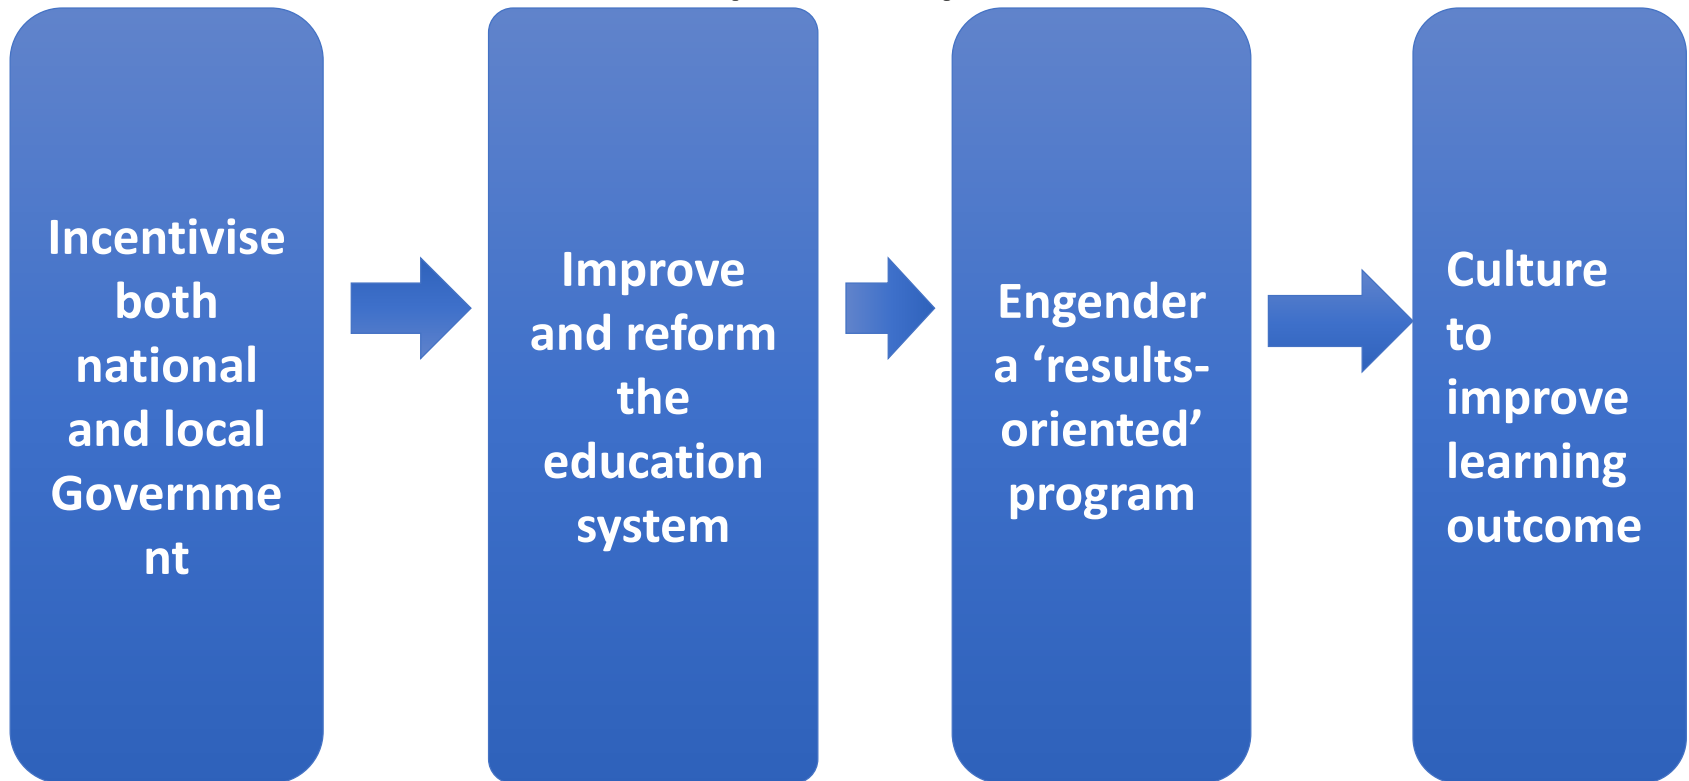 Incentivise
both
national
and local
Governme
nt
Improve
and reform
the
education
system
Engender
a ‘results-
oriented’
program
Culture
to
improve
learning
outcome